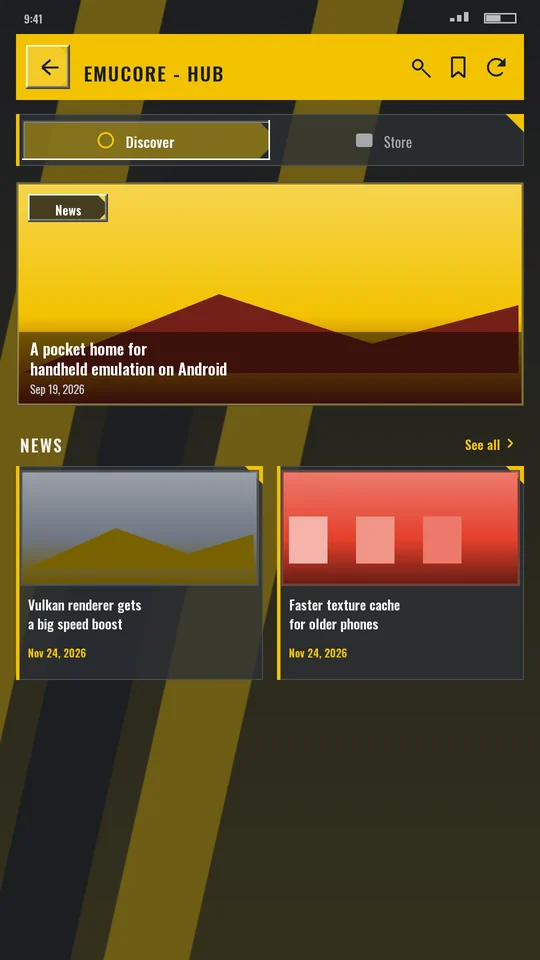 9:41
EMUCORE - HUB
Discover
Store
News
A pocket home for
handheld emulation on Android
Sep 19, 2026
NEWS
See all
Vulkan renderer gets
a big speed boost
Nov 24, 2026
Faster texture cache
for older phones
Nov 24, 2026